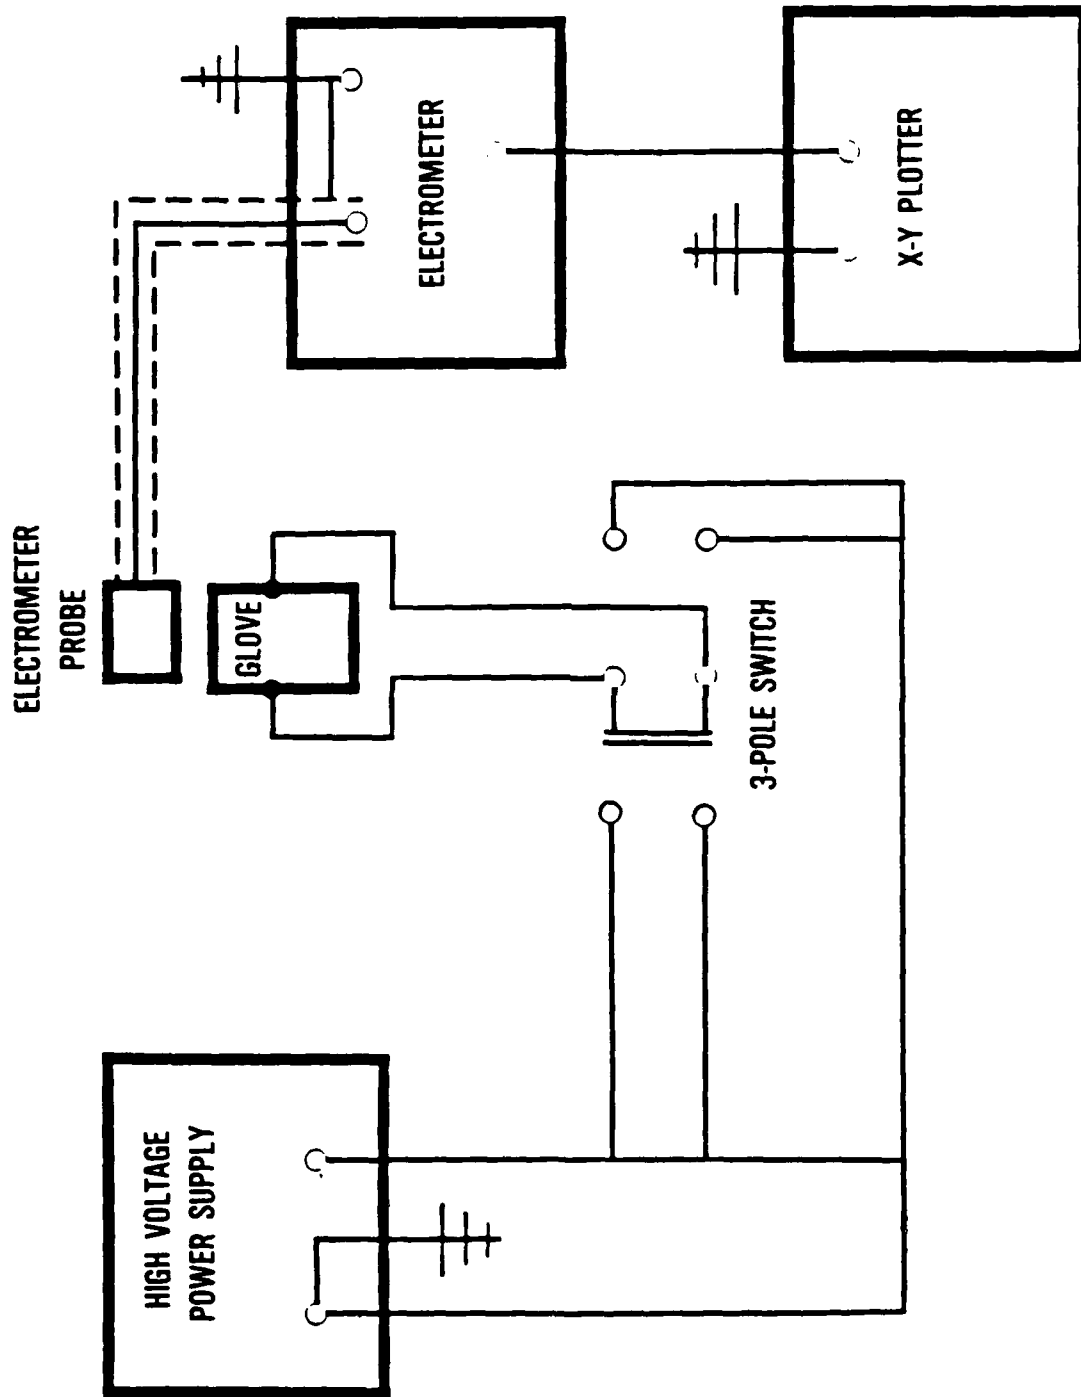 HIGH VOLTAGE
POWER SUPPLY
ELECTROMETER
PROBE
GLOVE
3-POLE SWITCH
ELECTROMETER
X-Y PLOTTER